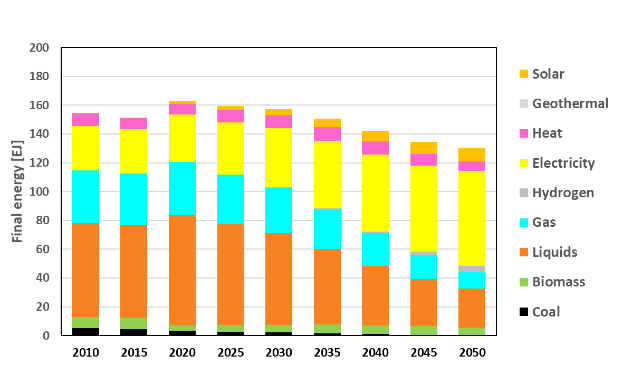 200
180
160
140
120
100
80
60
40
20
0
Final energy [EJ]
2010 2015 2020 2025 2030 2035 2040 2045 2050
Solar
Geothermal
Heat
Electricity
Hydrogen
Gas
Liquids
Biomass
Coal